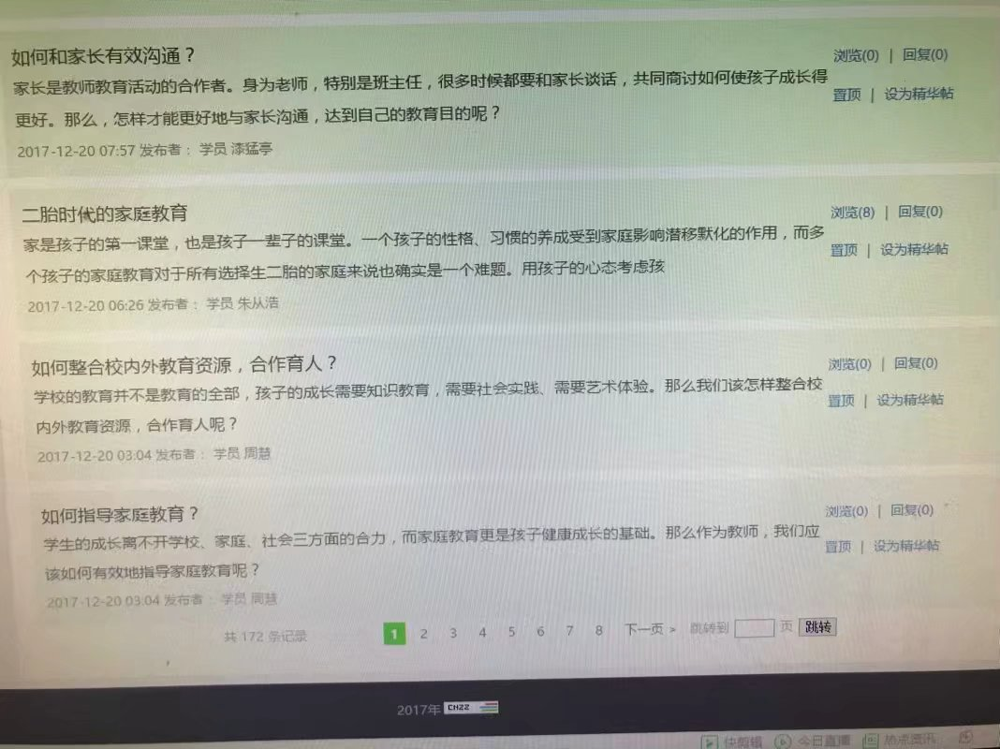 如何和家长有效沟通？
浏览(0) | 回复(0)
家长是教师教育活动的合作者。身为老师，特别是班主任，很多时候都要和家长谈话，共同商讨如何使孩子成长得
置顶 | 设为精华帖
更好。那么，怎样才能更好地与家长沟通，达到自己的教育目的呢？
2017-12-20 07:57 发布者： 学员 漆猛亭
二胎时代的家庭教育
浏览(8) | 回复(0)
家是孩子的第一课堂，也是孩子一辈子的课堂。一个孩子的性格、习惯的养成受到家庭影响潜移默化的作用，而多
置顶 | 设为精华帖
个孩子的家庭教育对于所有选择生二胎的家庭来说也确实是一个难题。用孩子的心态考虑孩
2017-12-20 06:26 发布者： 学员 朱从浩
如何整合校内外教育资源，合作育人？
浏览(0) | 回复(0)
学校的教育并不是教育的全部，孩子的成长需要知识教育，需要社会实践、需要艺术体验。那么我们该怎样整合校
置顶 | 设为精华帖
内外教育资源，合作育人呢？
2017-12-20 03:04 发布者： 学员 周慧
如何指导家庭教育？
浏览(0) | 回复(0)
学生的成长离不开学校、家庭、社会三方面的合力，而家庭教育更是孩子健康成长的基础。那么作为教师，我们应
置顶 | 设为精华帖
该如何有效地指导家庭教育呢？
2017-12-20 03:04 发布者： 学员 周慧
共 172 条记录 1 2 3 4 5 6 7 8 下一页 > 跳转到 页 跳转
2017年 CNZZ
快剪辑 今日直播 热点资讯